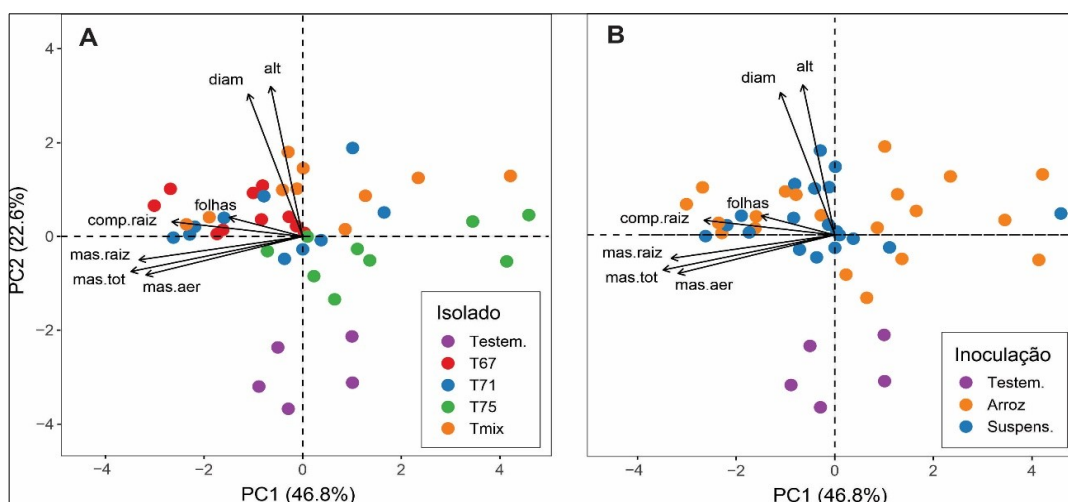 A
B
4
2
0
−2
−4
PC2 (22.6%)
diam
alt
folhas
comp.raiz
mas.raiz
mas.tot
mas.aer
Isolado
Testem.
T67
T71
T75
Tmix
−4
−2
0
2
4
PC1 (46.8%)
diam
alt
folhas
comp.raiz
mas.raiz
mas.tot
mas.aer
Inoculação
Testem.
Arroz
Suspens.
−4
−2
0
2
4
PC1 (46.8%)